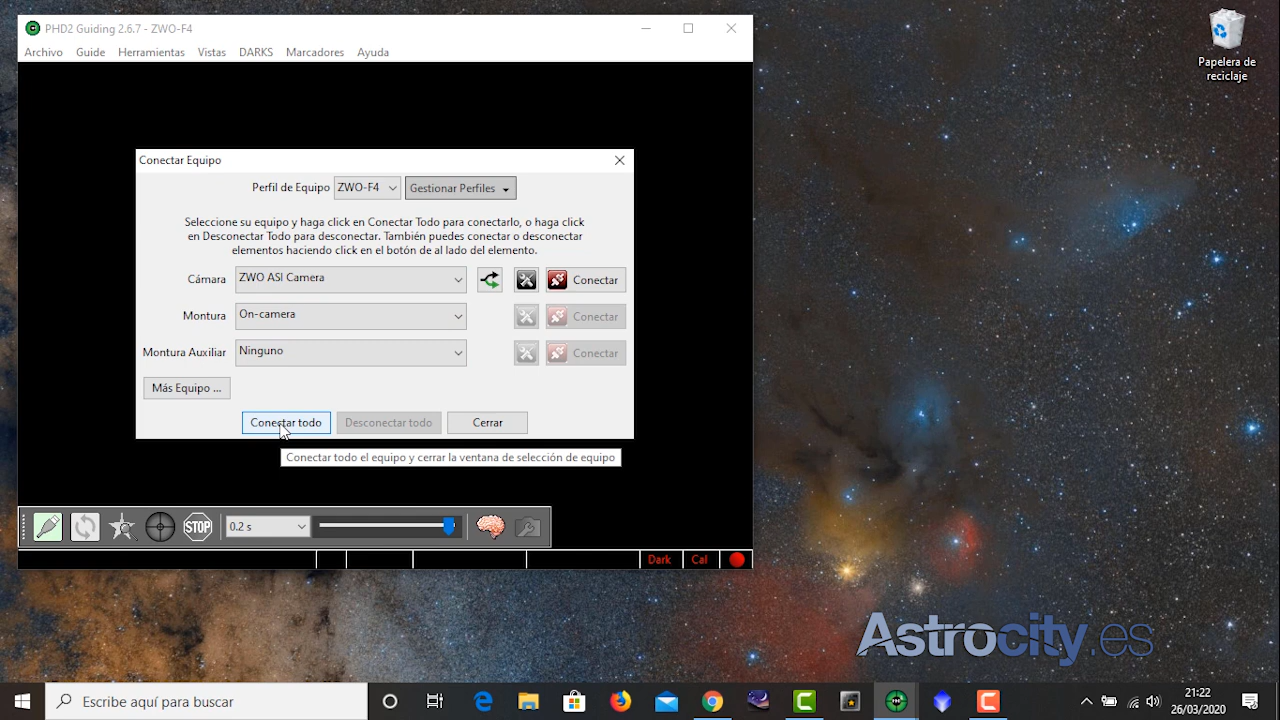 PHD2 Guiding 2.6.7 - ZWO-F4
Archivo Guide Herramientas Vistas DARKS Marcadores Ayuda
Papelera de
reciclaje
Conectar Equipo
Perfil de Equipo ZWO-F4 Gestionar Perfiles
Seleccione su equipo y haga click en Conectar Todo para conectarlo, o haga click
en Desconectar Todo para desconectar. También puedes conectar o desconectar
elementos haciendo click en el botón de al lado del elemento.
Cámara ZWO ASI Camera Conectar
Montura On-camera Conectar
Montura Auxiliar Ninguno Conectar
Más Equipo ...
Conectar todo Desconectar todo Cerrar
Conectar todo el equipo y cerrar la ventana de selección de equipo
STOP 0.2 s
Dark Cal
Astrocity.es
Escribe aquí para buscar
21:22
26/03/2020